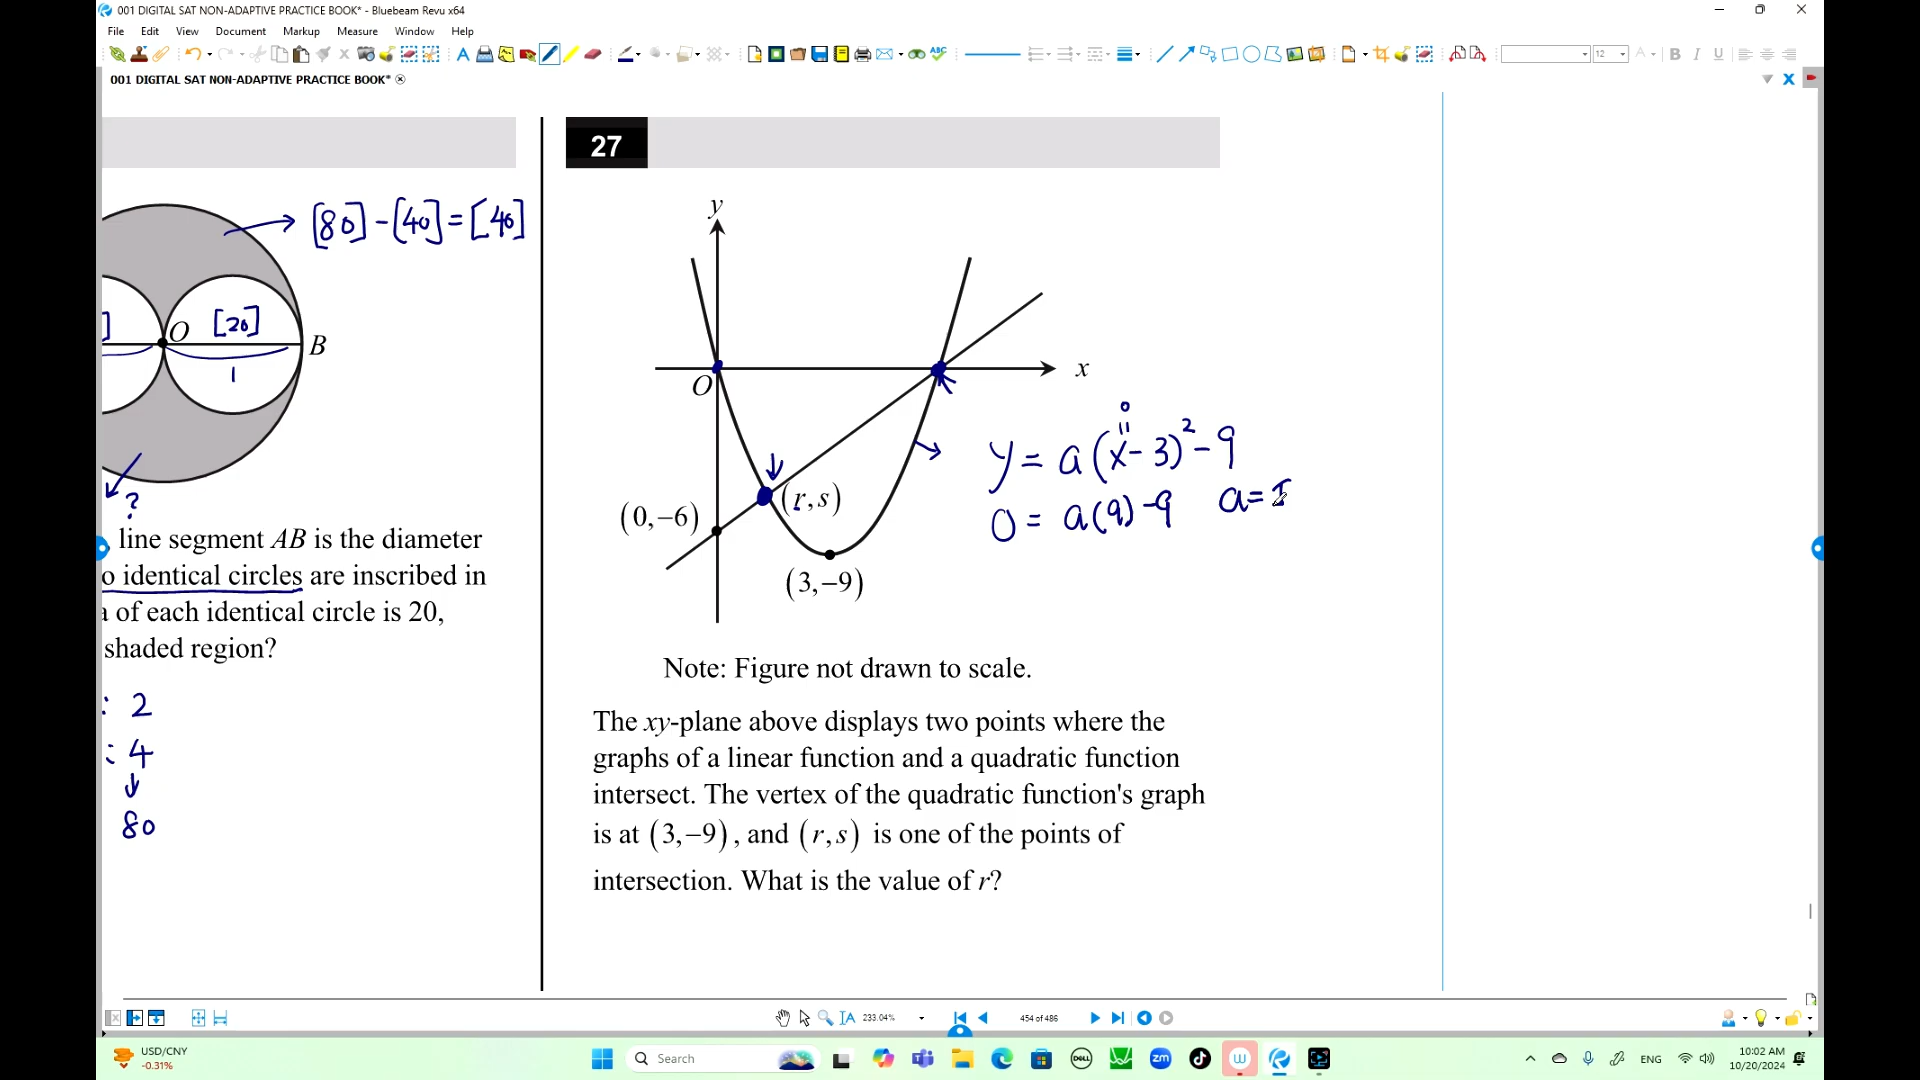 001 DIGITAL SAT NON-ADAPTIVE PRACTICE BOOK* - Bluebeam Revu x64
File Edit View Document Markup Measure Window Help
12
001 DIGITAL SAT NON-ADAPTIVE PRACTICE BOOK*
[80] - [40] = [40]
O
[20]
B
1
?
line segment AB is the diameter
o identical circles are inscribed in
a of each identical circle is 20,
shaded region?
: 2
: 4
80
27
y
O
x
(r, s)
(0, −6)
(3, −9)
0
=
y = a(x - 3)² - 9
0 = a(9) - 9 a =
Note: Figure not drawn to scale.
The xy-plane above displays two points where the
graphs of a linear function and a quadratic function
intersect. The vertex of the quadratic function's graph
is at (3, −9), and (r, s) is one of the points of
intersection. What is the value of r?
233.04% 454 of 486
USD/CNY
-0.31%
Search
DELL
zm
ENG
10:02 AM
10/20/2024